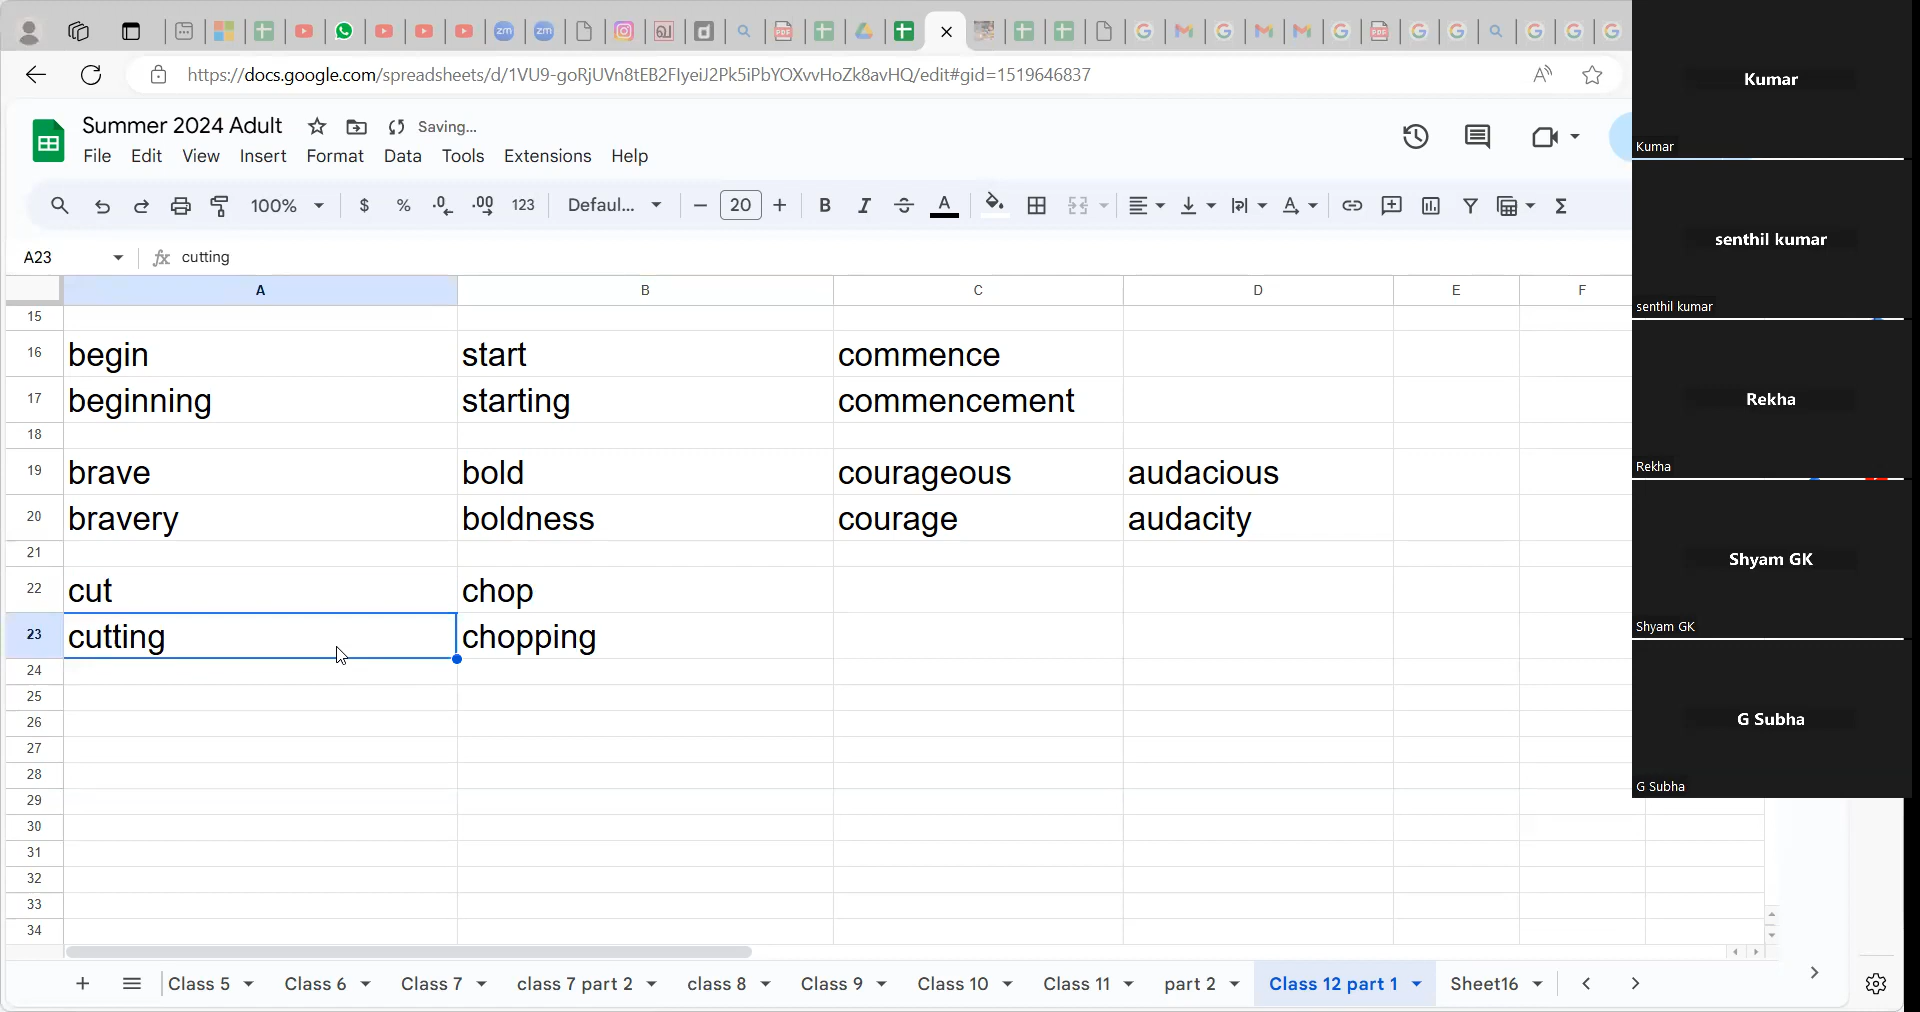 https://docs.google.com/spreadsheets/d/1VU9-goRjUVn8tEB2FlyeiJ2Pk5iPbYOXvvHoZk8avHQ/edit#gid=1519646837
Summer 2024 Adult Saving...
File Edit View Insert Format Data Tools Extensions Help
100% $ % .0 .00 123 Defaul... 20 B I A
A23 fx cutting
A B C D E F
15
16 begin start commence
17 beginning starting commencement
18
19 brave bold courageous audacious
20 bravery boldness courage audacity
21
22 cut chop
23 cutting chopping
24
25
26
27
28
29
30
31
32
33
34
Class 5 Class 6 Class 7 class 7 part 2 class 8 Class 9 Class 10 Class 11 part 2 Class 12 part 1 Sheet16
Kumar
Kumar
senthil kumar
senthil kumar
Rekha
Rekha
Shyam GK
Shyam GK
G Subha
G Subha